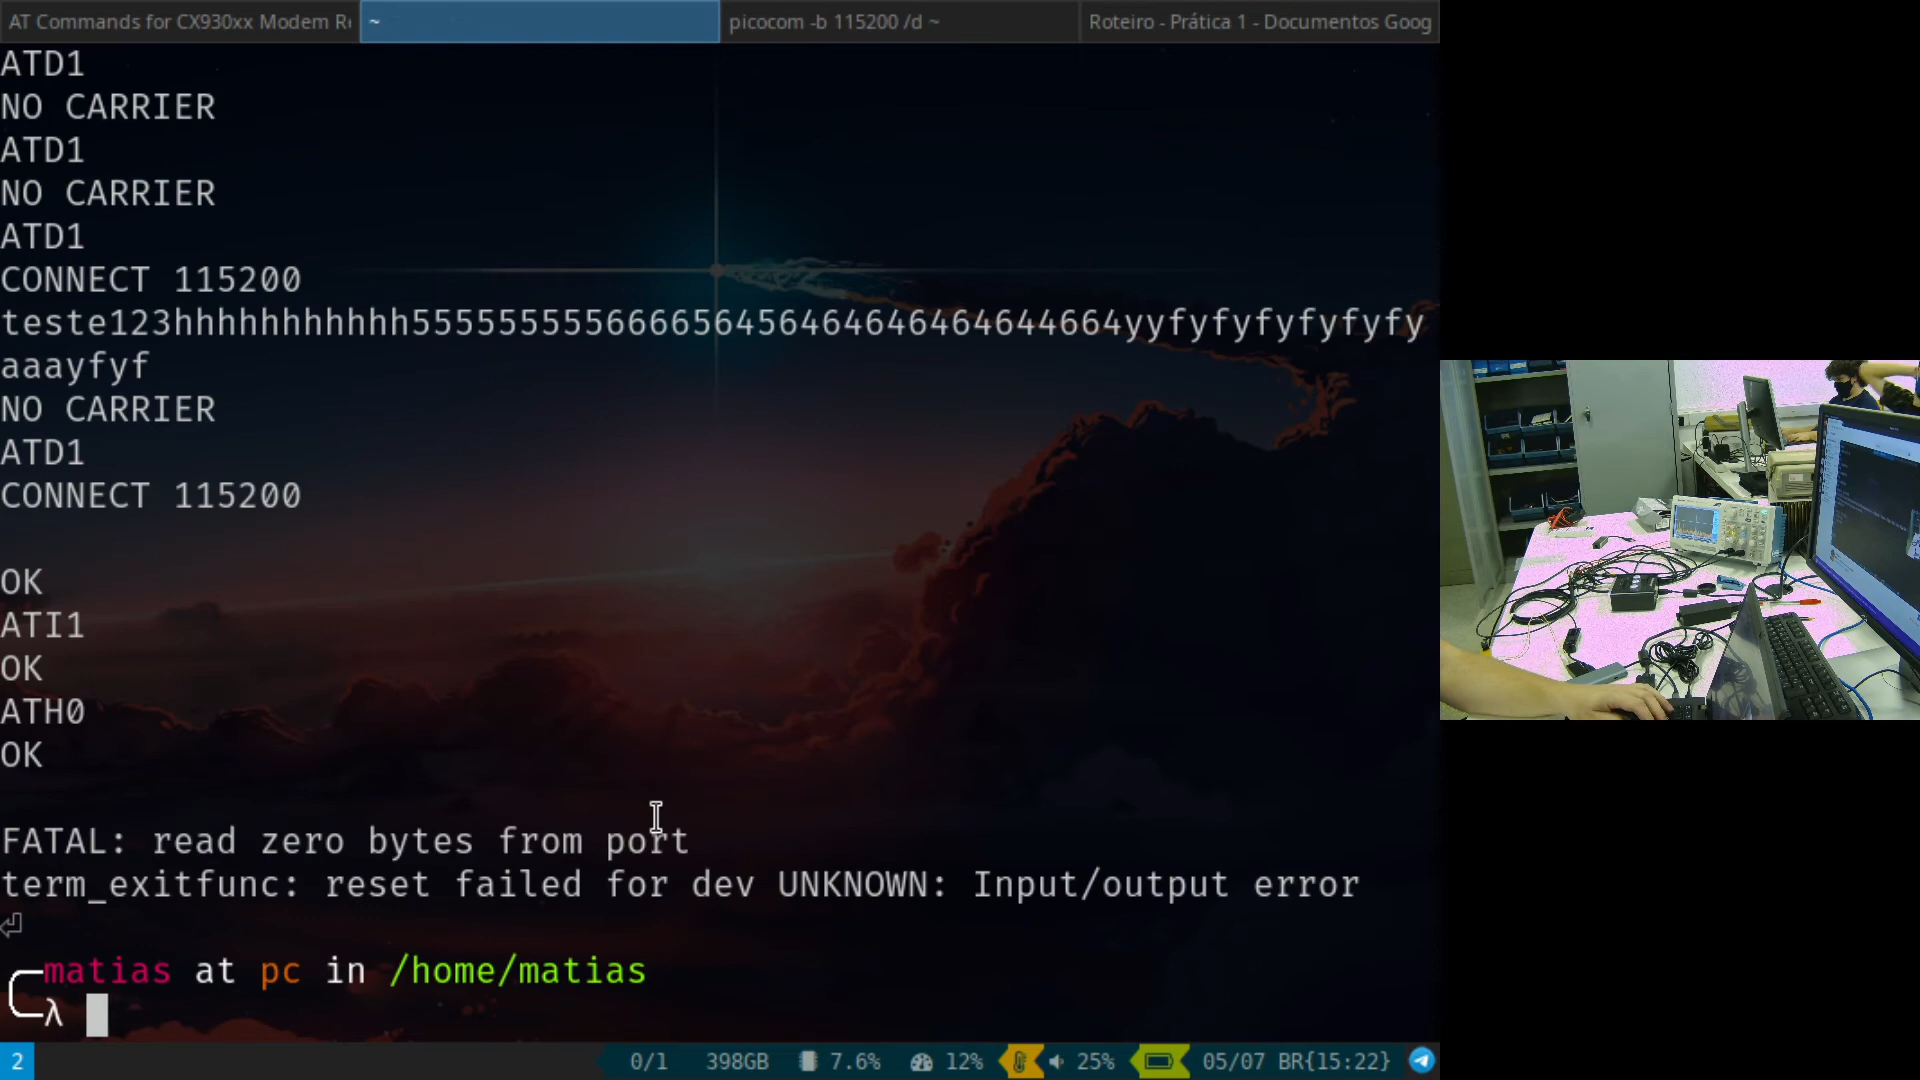 AT Commands for CX930xx Modem R
~
picocom -b 115200 /d ~
Roteiro - Prática 1 - Documentos Goog
ATD1
NO CARRIER
ATD1
NO CARRIER
ATD1
CONNECT 115200
teste123hhhhhhhhhhh555555555666656456464646464644664yyfyfyfyfyfyfy
aaayfyf
NO CARRIER
ATD1
CONNECT 115200
OK
ATI1
OK
ATH0
OK
FATAL: read zero bytes from port
term_exitfunc: reset failed for dev UNKNOWN: Input/output error
⏎
matias at pc in /home/matias
λ
2
0/1 398GB 7.6% 12% 25% 05/07 BR{15:22}